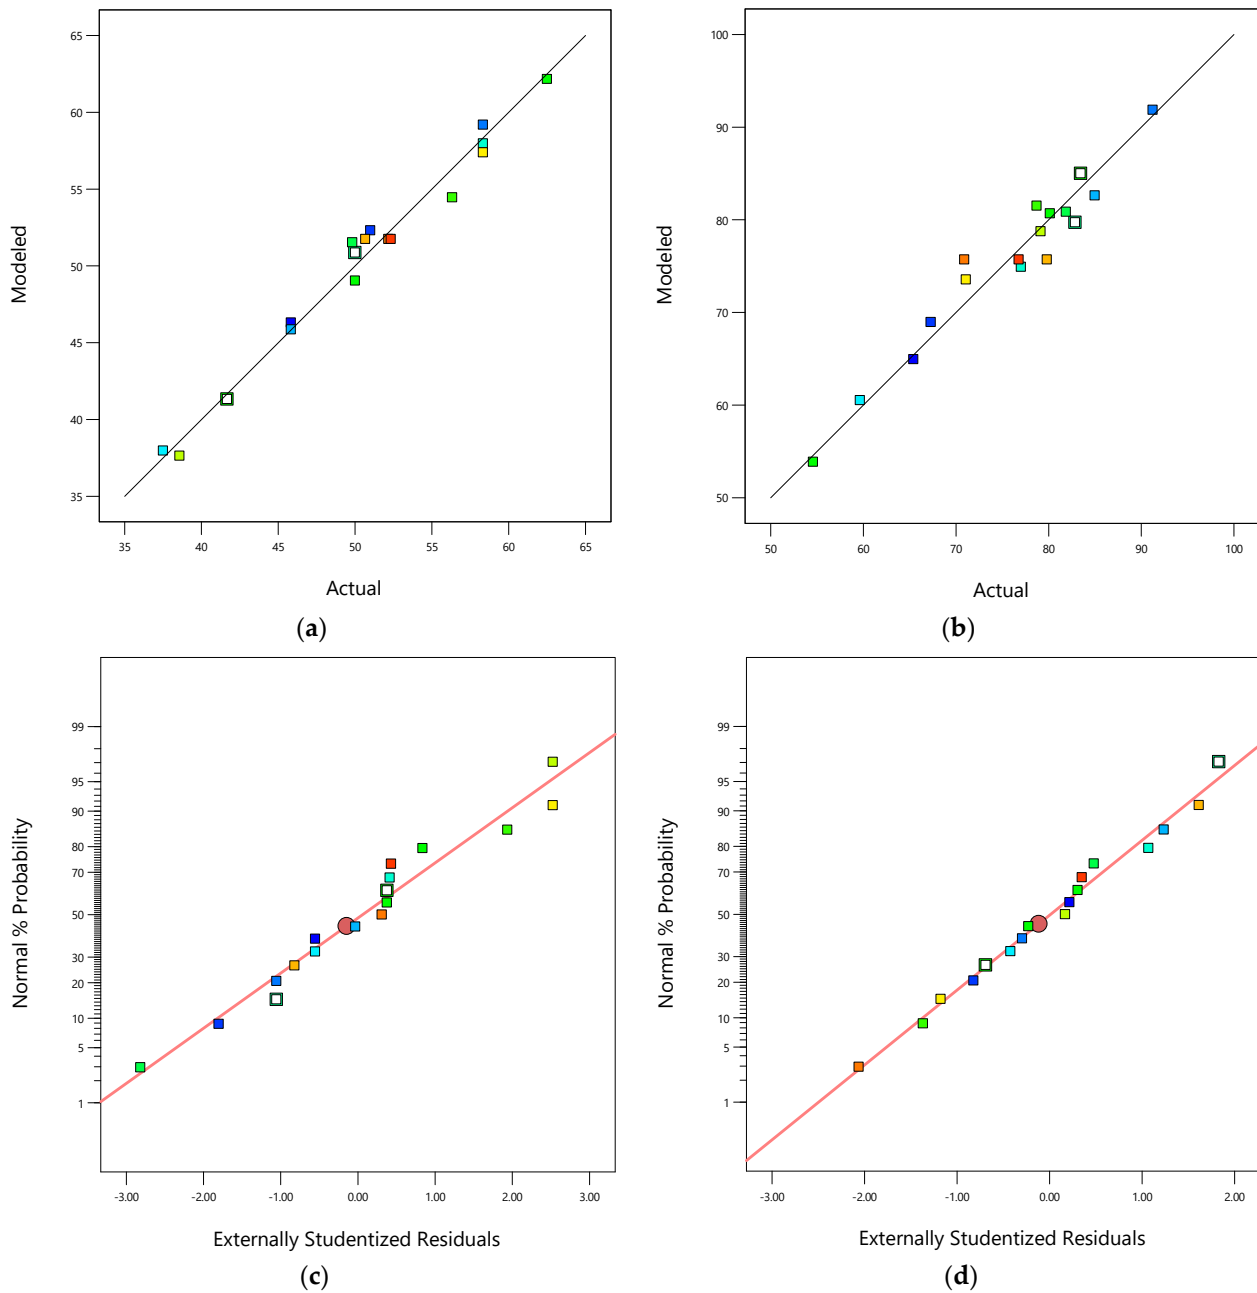 65
60
55
50
45
40
35
Modeled
35 40 45 50 55 60 65
Actual
(a)
100
90
80
70
60
50
Modeled
50 60 70 80 90 100
Actual
(b)
99
95
90
80
70
50
30
20
10
5
1
Normal % Probability
-3.00 -2.00 -1.00 0.00 1.00 2.00 3.00
Externally Studentized Residuals
(c)
99
95
90
80
70
50
30
20
10
5
1
Normal % Probability
-3.00 -2.00 -1.00 0.00 1.00 2.00
Externally Studentized Residuals
(d)